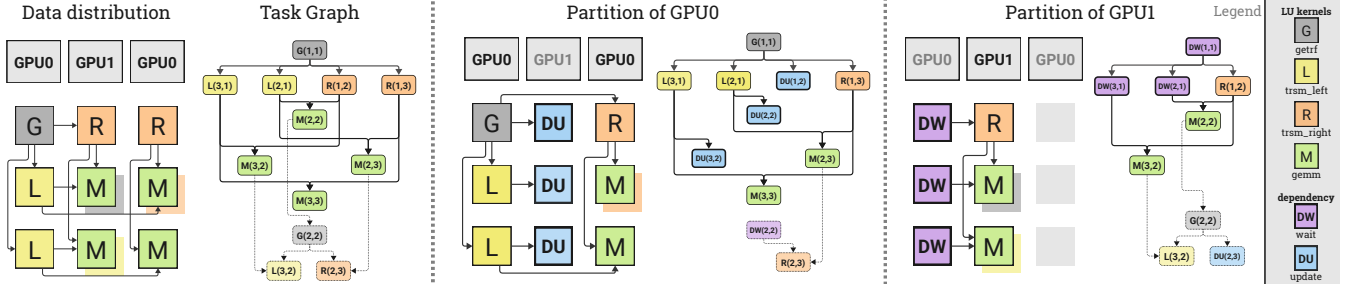 Data distribution
GPU0 GPU1 GPU0
G R R
L M M
L M M
Task Graph
G(1,1)
L(3,1) L(2,1) R(1,2) R(1,3)
M(2,2)
M(3,2) M(2,3)
M(3,3)
G(2,2)
L(3,2) R(2,3)
Partition of GPU0
GPU0 GPU1 GPU0
G DU R
L DU M
L DU M
G(1,1)
L(3,1) L(2,1) DU(1,2) R(1,3)
DU(2,2)
DU(3,2) M(2,3)
M(3,3)
DW(2,2)
R(2,3)
Partition of GPU1
GPU0 GPU1 GPU0
DW R
DW M
DW M
DW(1,1)
DW(3,1) DW(2,1) R(1,2)
M(2,2)
M(3,2)
G(2,2)
L(3,2) DU(2,3)
Legend
LU kernels
G
getrf
L
trsm_left
R
trsm_right
M
gemm
dependency
DW
wait
DU
update